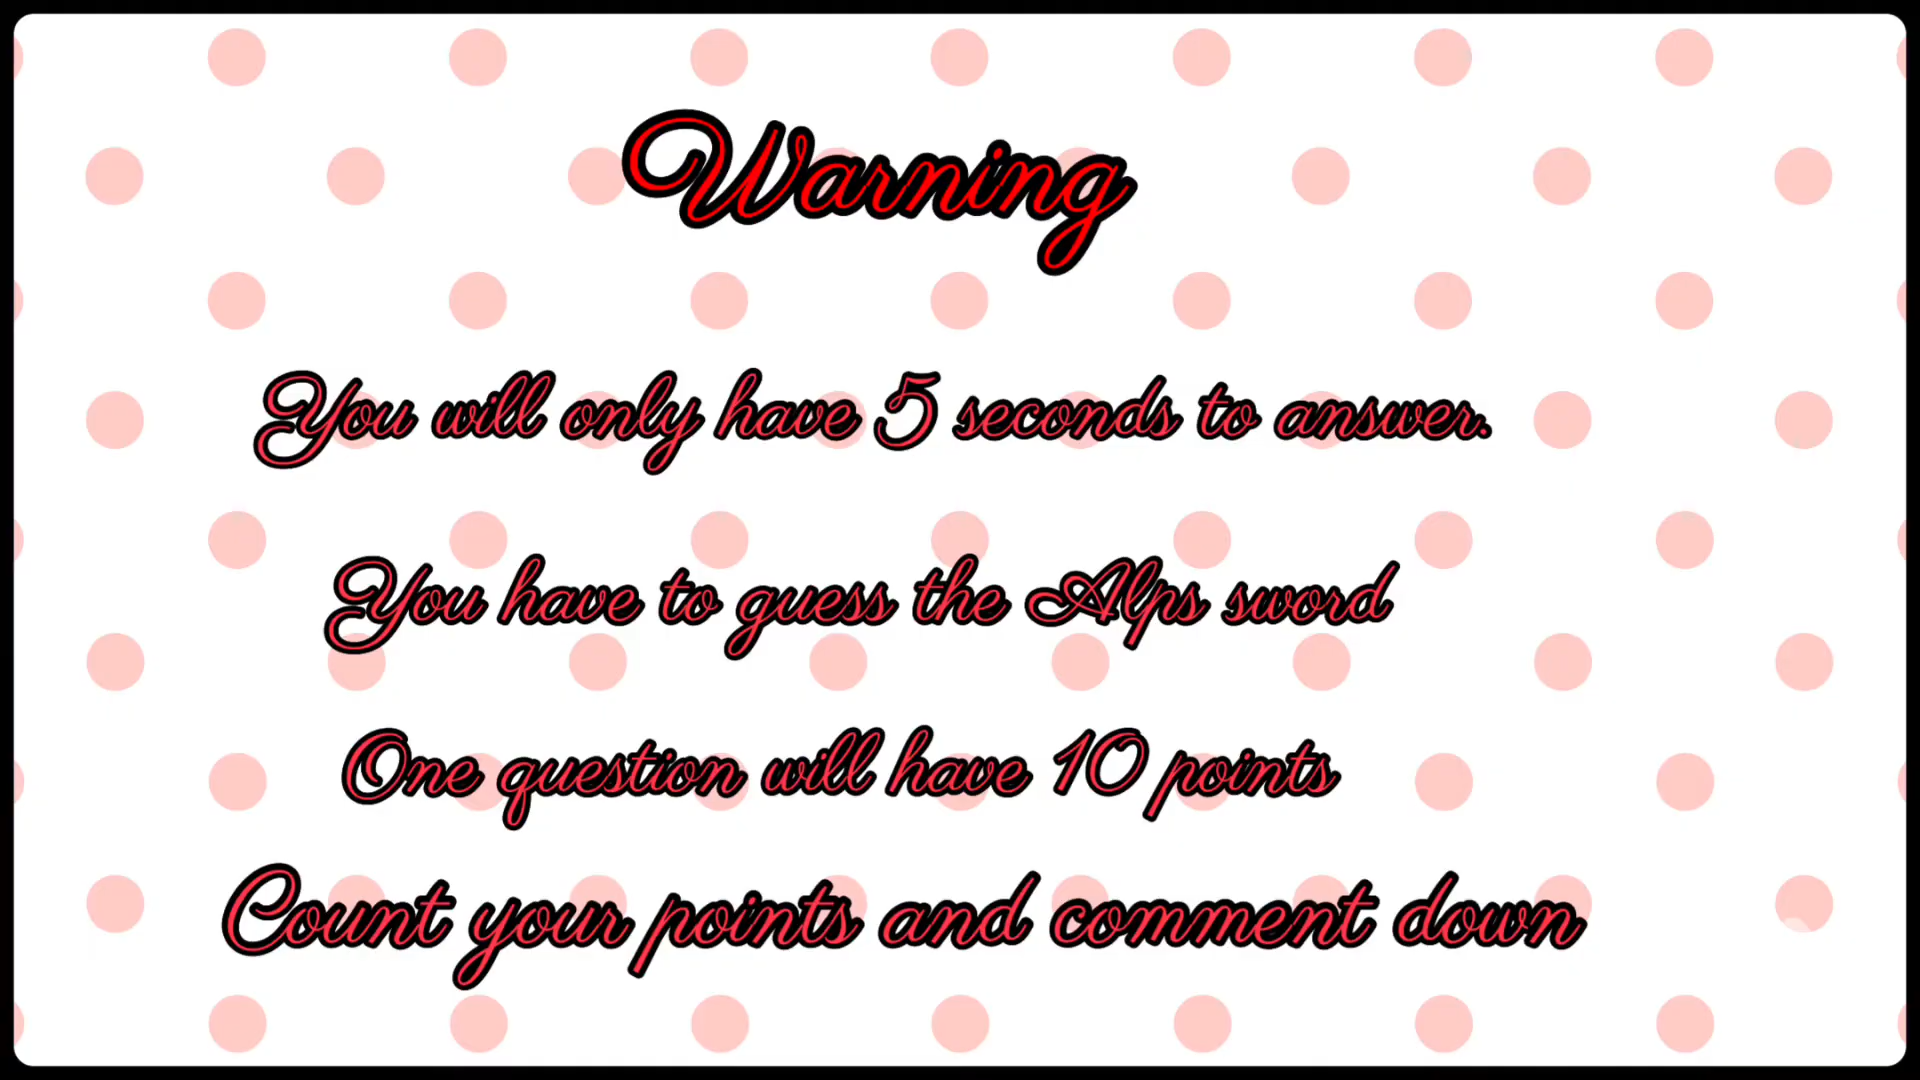 Warning
You will only have 5 seconds to answer.
You have to guess the Alps sword
One question will have 10 points
Count your points and comment down